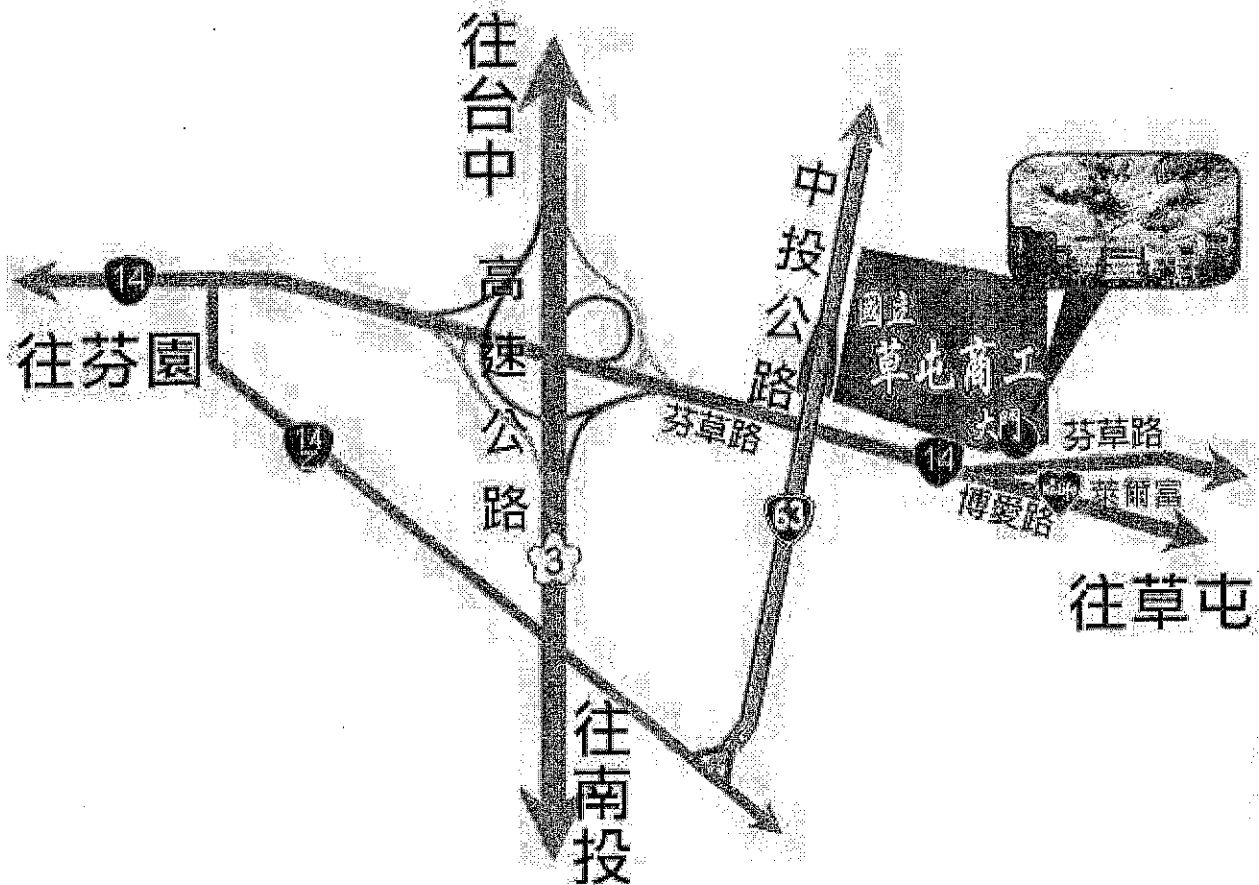 往台中
中投公路
14
高速公路
國立
草屯商工
大門
往芬園
14
芬草路
14
芬草路
萊爾富
博愛路
63
3
往草屯
往南投